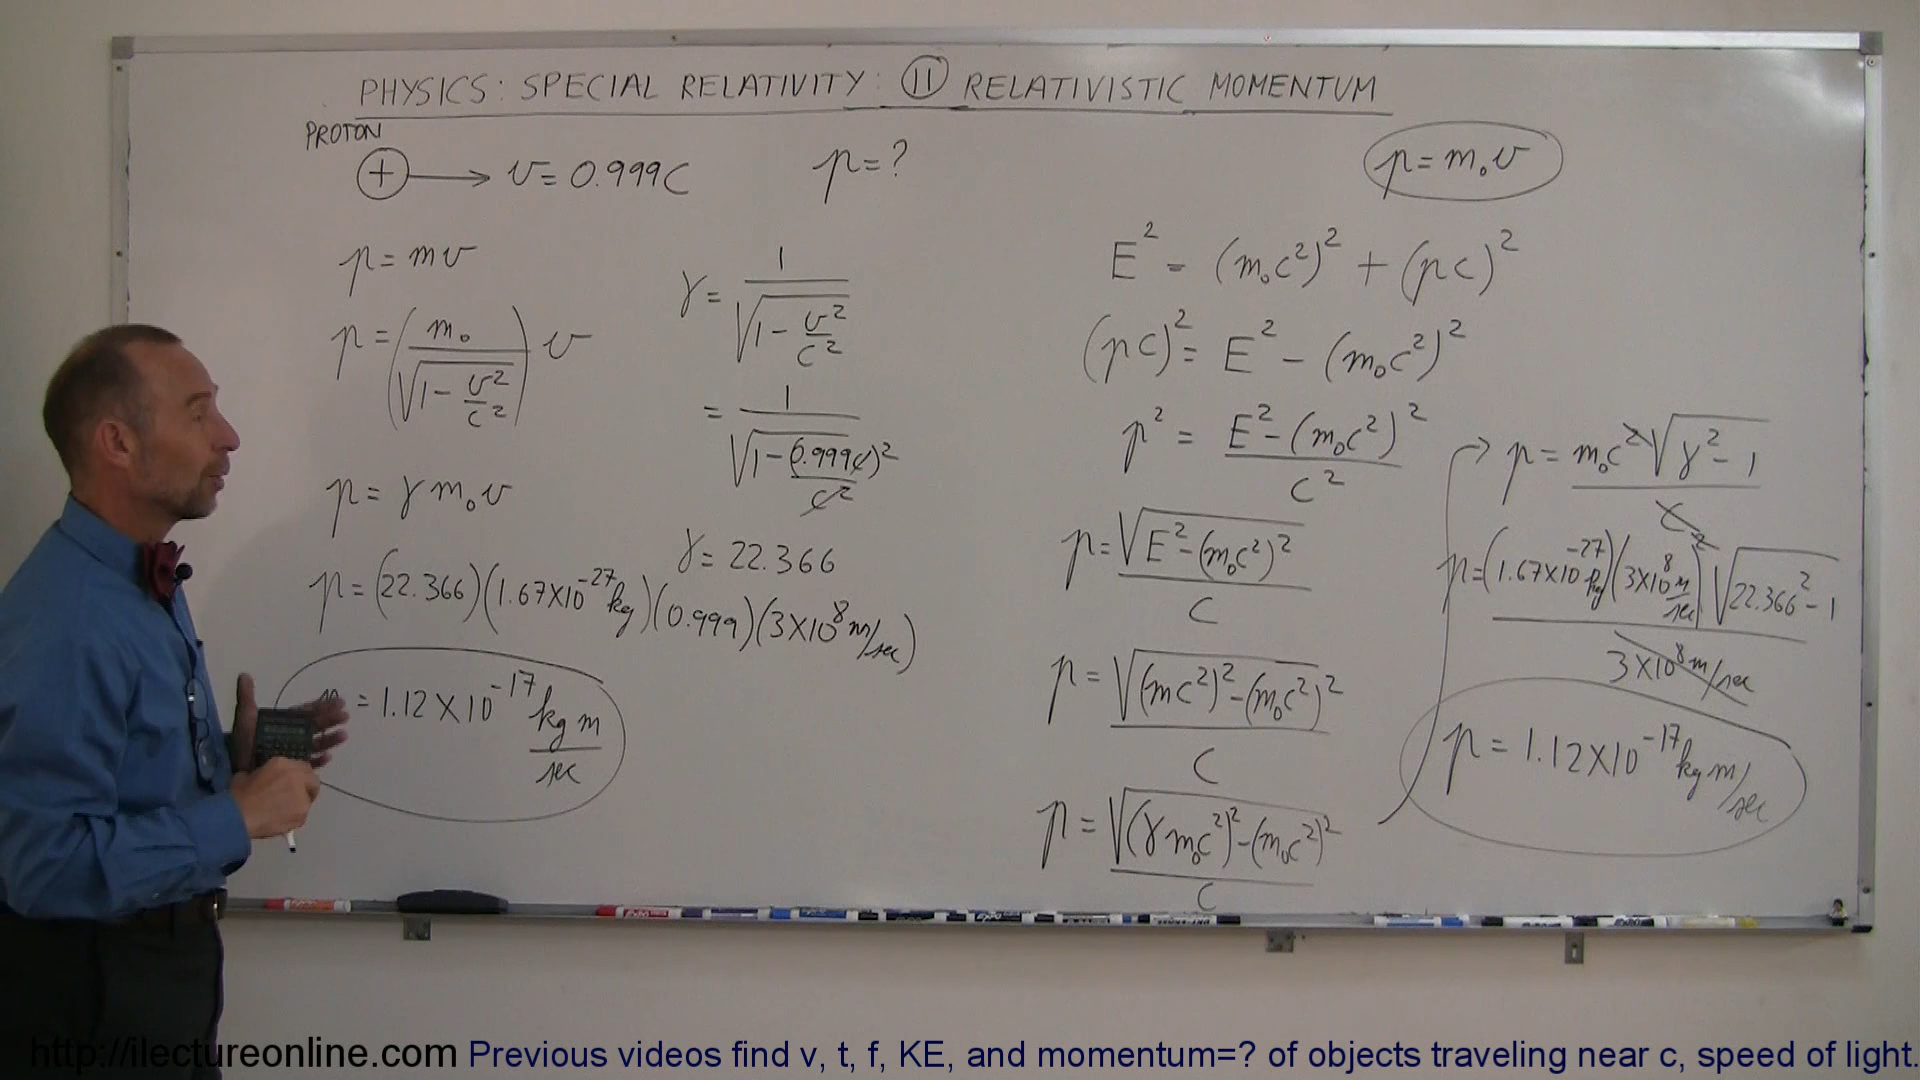 PHYSICS: SPECIAL RELATIVITY: ⑪ RELATIVISTIC MOMENTUM
PROTON
+ → v = 0.999c
p = ?
p = m₀v
p = mv
p = (m₀ / √(1 - v²/c²)) v
p = γ m₀ v
γ = 1 / √(1 - v²/c²)
= 1 / √(1 - (0.999c)²/c²)
γ = 22.366
p = (22.366)(1.67×10⁻²⁷ kg)(0.999)(3×10⁸ m/sec)
p = 1.12×10⁻¹⁷ kg m/sec
E² = (m₀c²)² + (pc)²
(pc)² = E² - (m₀c²)²
p² = (E² - (m₀c²)²) / c²
p = √(E² - (m₀c²)²) / c
p = √((mc²)² - (m₀c²)²) / c
p = √((γm₀c²)² - (m₀c²)²) / c
→ p = m₀c² √(γ² - 1) / c
p = (1.67×10⁻²⁷ kg)(3×10⁸ m/sec)² √(22.366² - 1) / 3×10⁸ m/sec
p = 1.12×10⁻¹⁷ kg m/sec
http://ilectureonline.com Previous videos find v, t, f, KE, and momentum=? of objects traveling near c, speed of light.